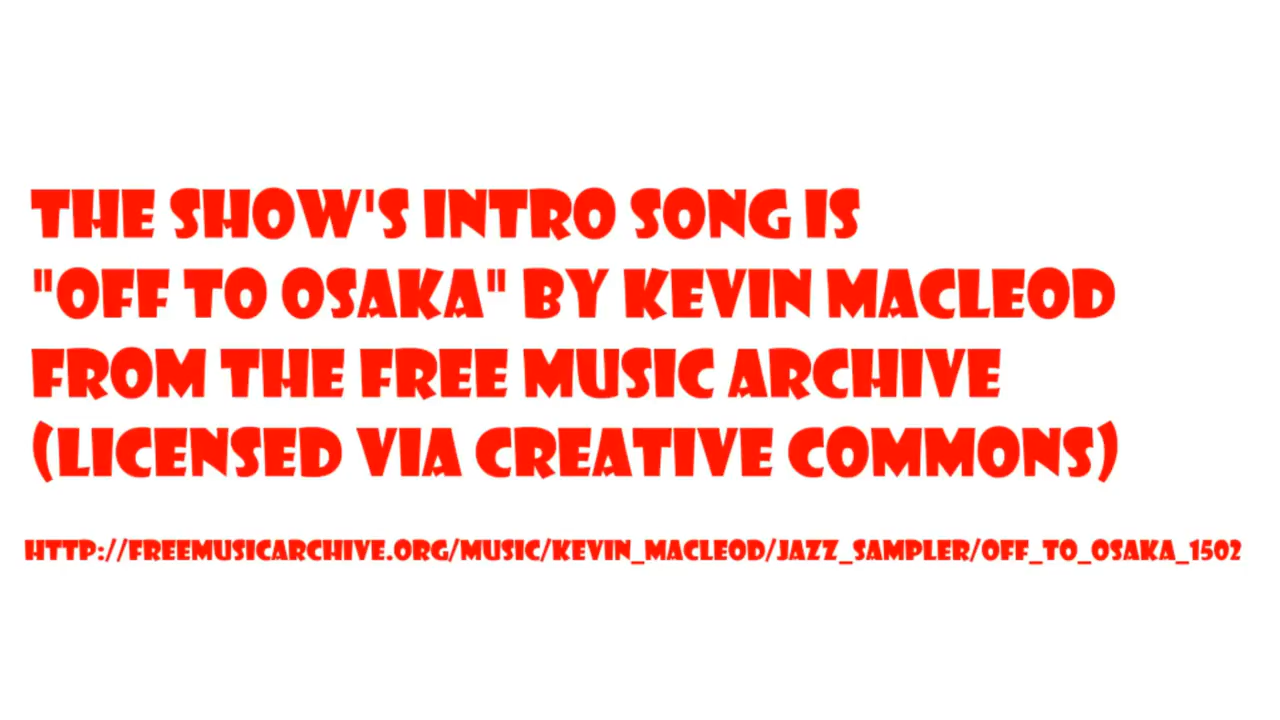 THE SHOW'S INTRO SONG IS
"OFF TO OSAKA" BY KEVIN MACLEOD
FROM THE FREE MUSIC ARCHIVE
(LICENSED VIA CREATIVE COMMONS)
HTTP://FREEMUSICARCHIVE.ORG/MUSIC/KEVIN_MACLEOD/JAZZ_SAMPLER/OFF_TO_OSAKA_1502